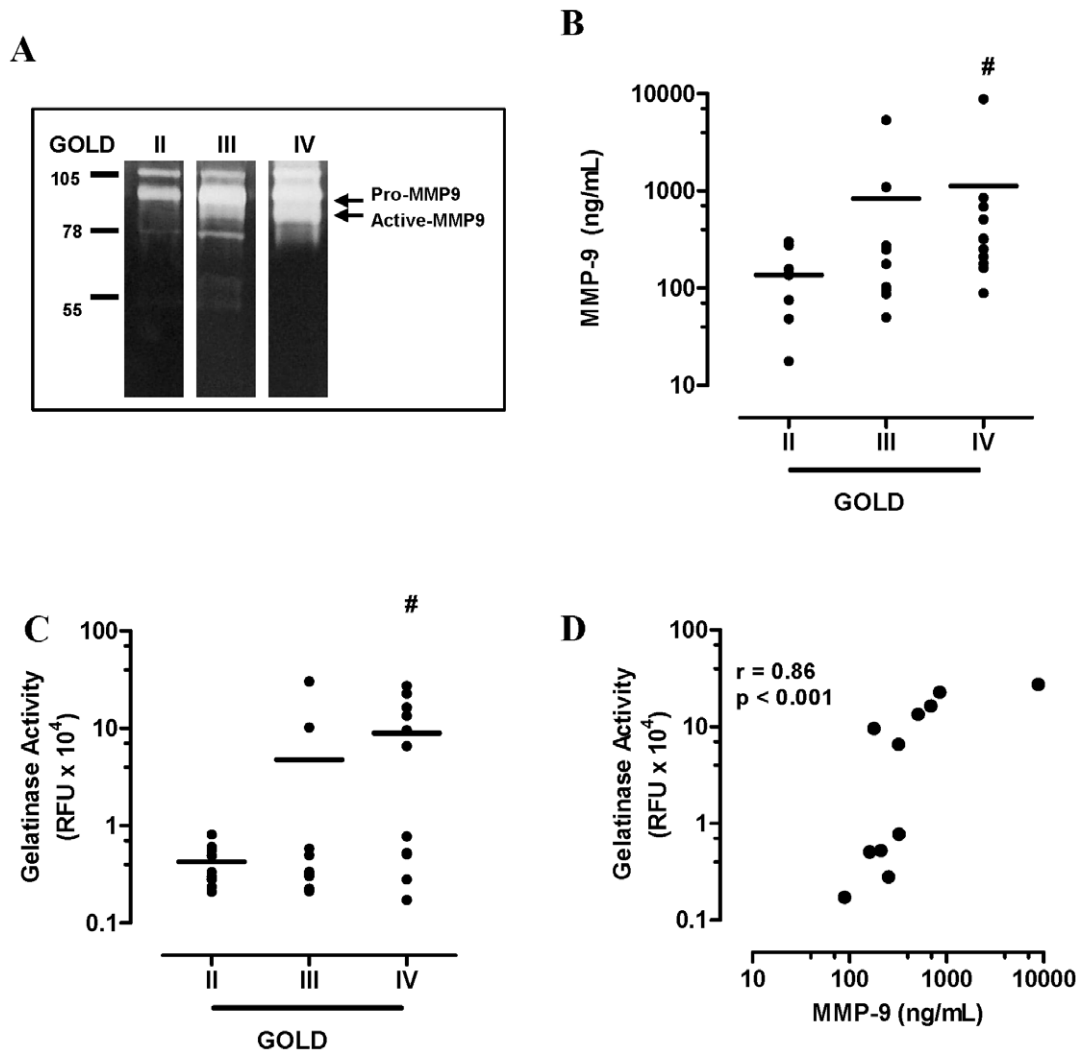 A
GOLD II III IV
105
78
55
Pro-MMP9
Active-MMP9
B
#
MMP-9 (ng/mL)
10000
1000
100
10
II III IV
GOLD
C
#
Gelatinase Activity
(RFU x 10⁴)
100
10
1
0.1
II III IV
GOLD
D
r = 0.86
p < 0.001
Gelatinase Activity
(RFU x 10⁴)
100
10
1
0.1
10 100 1000 10000
MMP-9 (ng/mL)